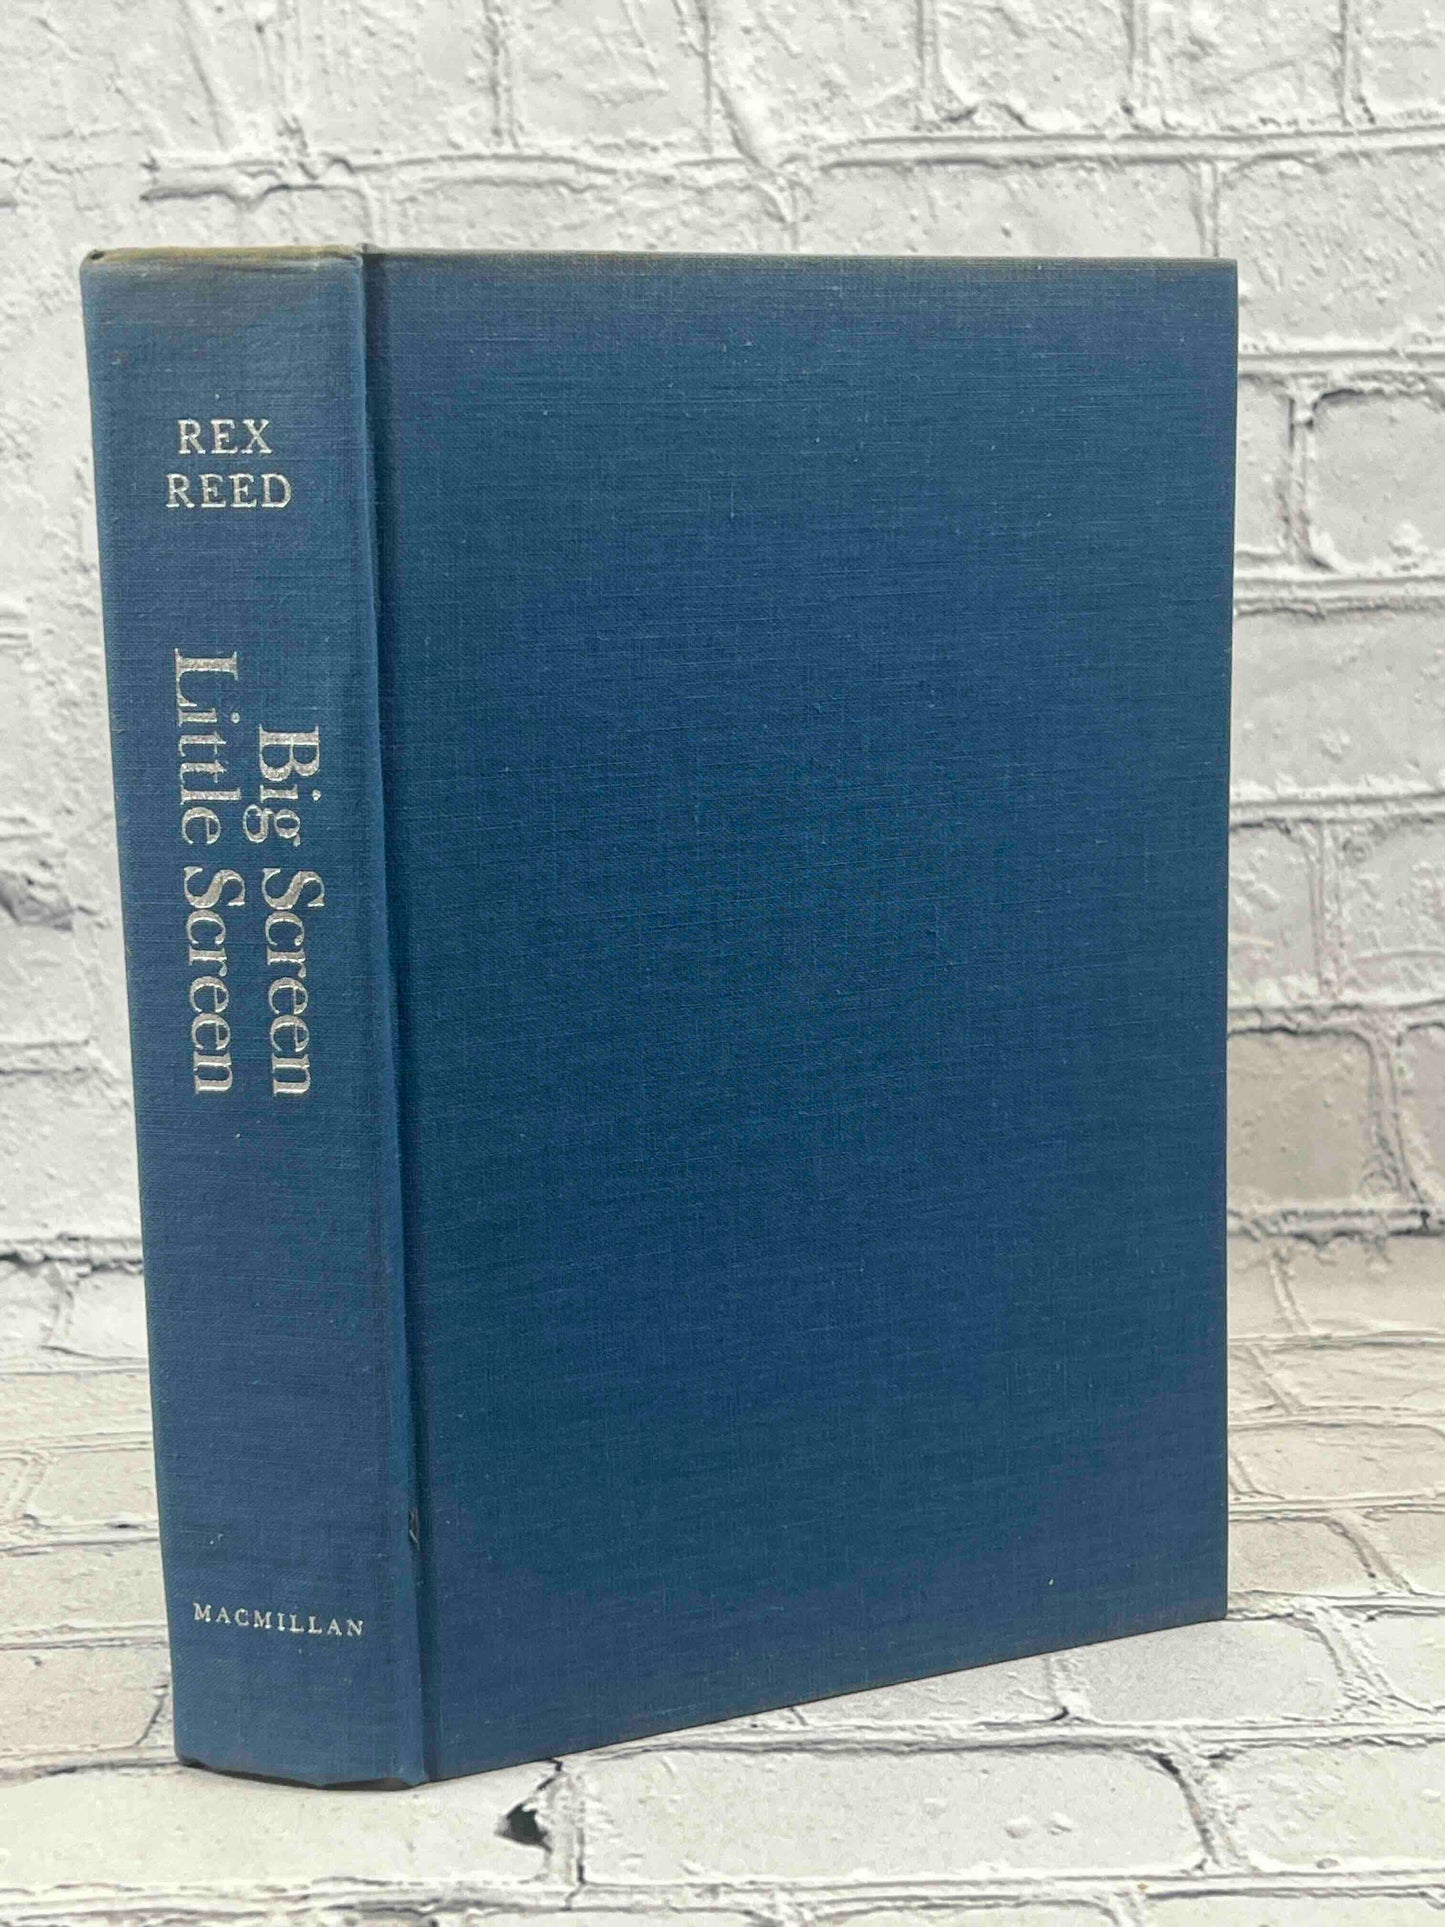 REX
REED
Big Screen
Little Screen
MACMILLAN